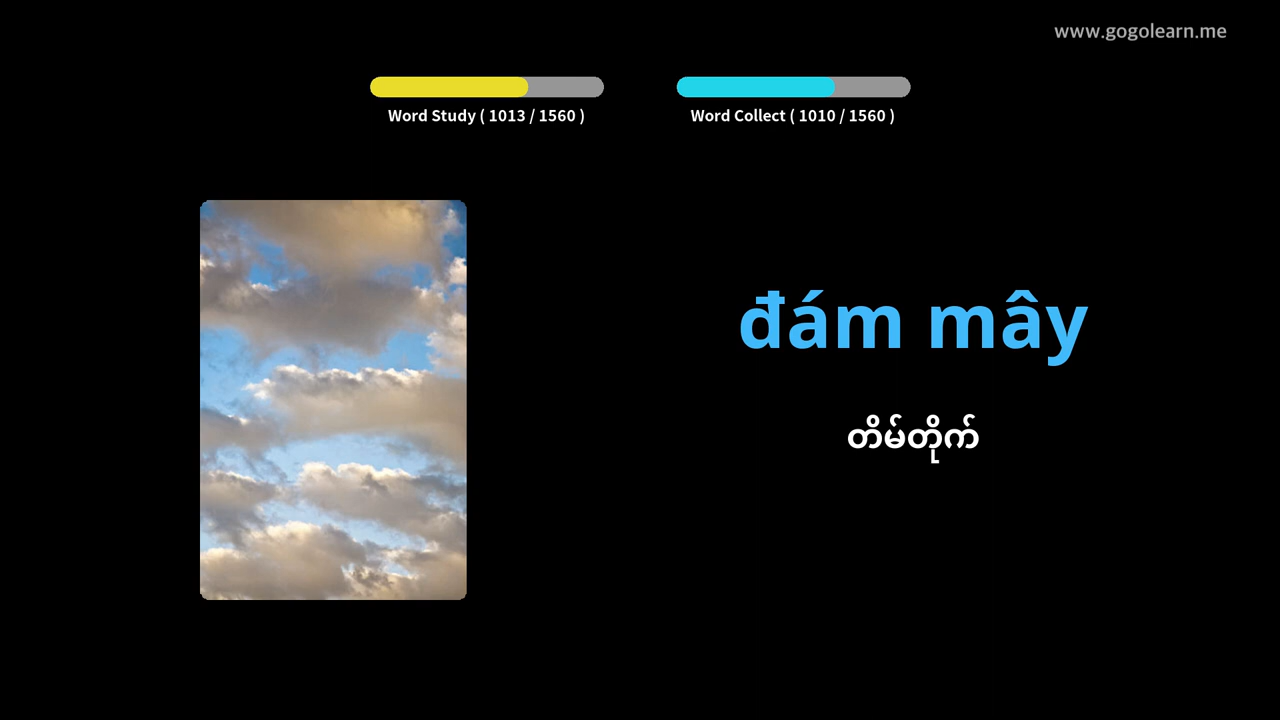 www.gogolearn.me
Word Study ( 1013 / 1560 )
Word Collect ( 1010 / 1560 )
đám mây
တိမ်တိုက်